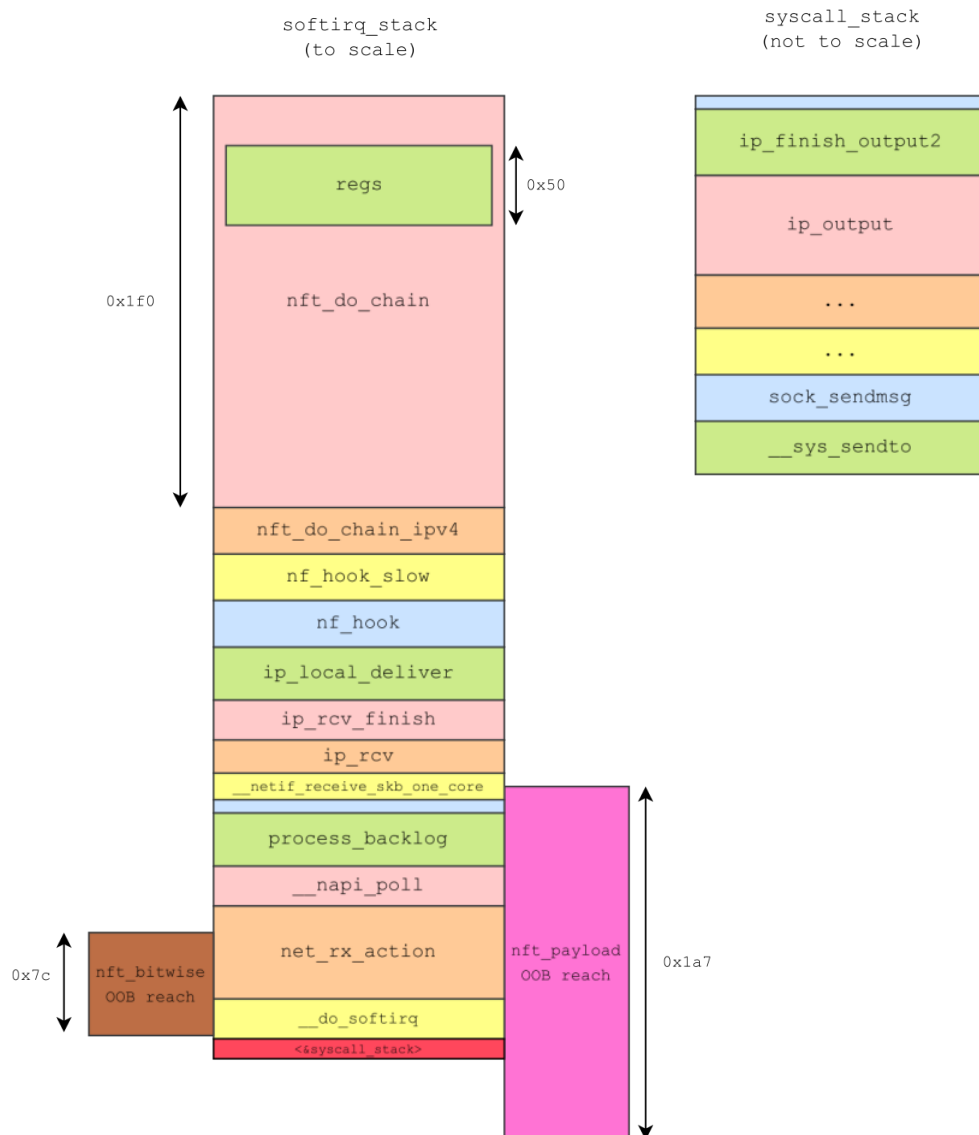 softirq_stack
(to scale)
syscall_stack
(not to scale)
regs
0x50
nft_do_chain
0x1f0
ip_finish_output2
ip_output
...
...
sock_sendmsg
__sys_sendto
nft_do_chain_ipv4
nf_hook_slow
nf_hook
ip_local_deliver
ip_rcv_finish
ip_rcv
__netif_receive_skb_one_core
process_backlog
__napi_poll
net_rx_action
__do_softirq
<&syscall_stack>
0x7c
nft_bitwise
OOB reach
nft_payload
OOB reach
0x1a7